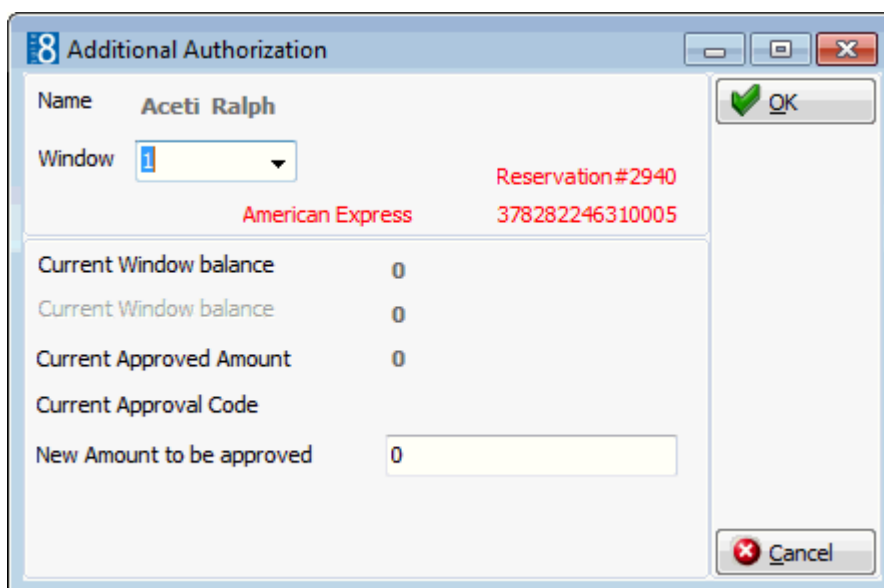 8 Additional Authorization
Name Aceti Ralph
OK
Window 1
Reservation#2940
American Express 378282246310005
Current Window balance 0
Current Window balance 0
Current Approved Amount 0
Current Approval Code
New Amount to be approved 0
Cancel